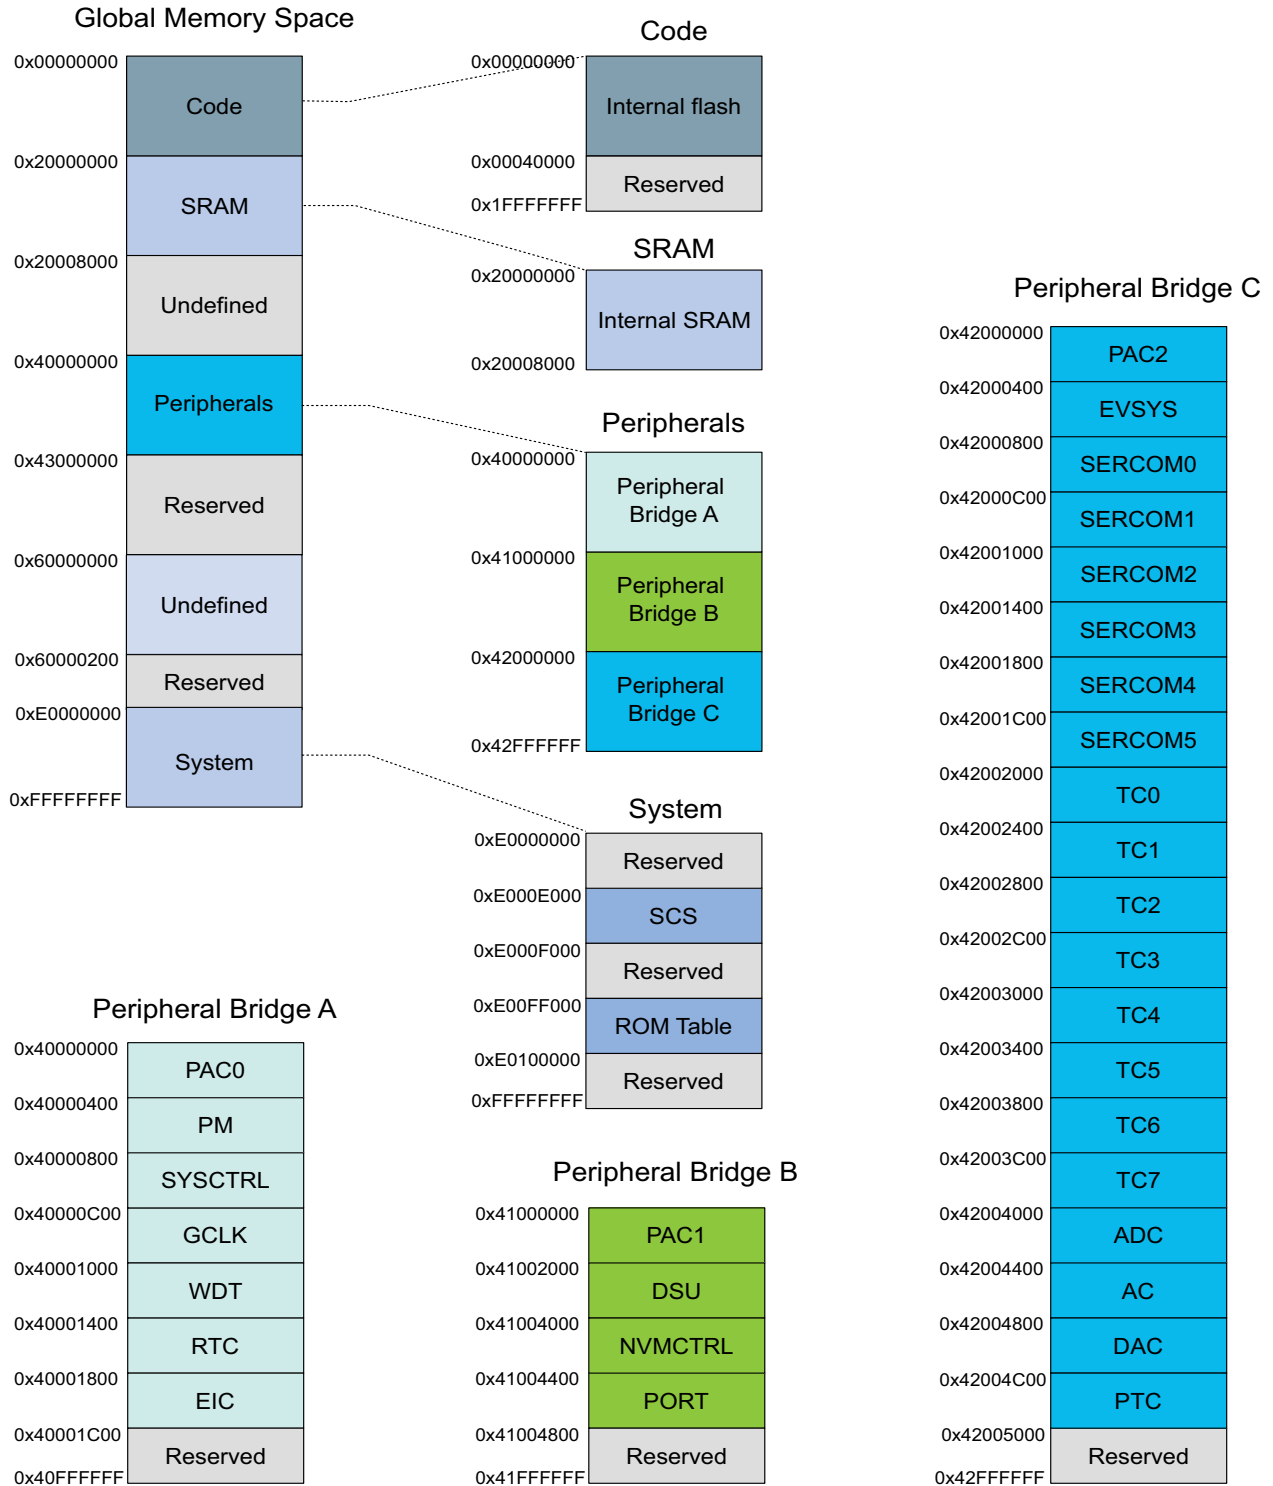 Global Memory Space
0x00000000
Code
0x20000000
SRAM
0x20008000
Undefined
0x40000000
Peripherals
0x43000000
Reserved
0x60000000
Undefined
0x60000200
Reserved
0xE0000000
System
0xFFFFFFFF
Code
0x00000000
Internal flash
0x00040000
Reserved
0x1FFFFFFF
SRAM
0x20000000
Internal SRAM
0x20008000
Peripherals
0x40000000
Peripheral
Bridge A
0x41000000
Peripheral
Bridge B
0x42000000
Peripheral
Bridge C
0x42FFFFFF
System
0xE0000000
Reserved
0xE000E000
SCS
0xE000F000
Reserved
0xE00FF000
ROM Table
0xE0100000
Reserved
0xFFFFFFFF
Peripheral Bridge A
0x40000000
PAC0
0x40000400
PM
0x40000800
SYSCTRL
0x40000C00
GCLK
0x40001000
WDT
0x40001400
RTC
0x40001800
EIC
0x40001C00
Reserved
0x40FFFFFF
Peripheral Bridge B
0x41000000
PAC1
0x41002000
DSU
0x41004000
NVMCTRL
0x41004400
PORT
0x41004800
Reserved
0x41FFFFFF
Peripheral Bridge C
0x42000000
PAC2
0x42000400
EVSYS
0x42000800
SERCOM0
0x42000C00
SERCOM1
0x42001000
SERCOM2
0x42001400
SERCOM3
0x42001800
SERCOM4
0x42001C00
SERCOM5
0x42002000
TC0
0x42002400
TC1
0x42002800
TC2
0x42002C00
TC3
0x42003000
TC4
0x42003400
TC5
0x42003800
TC6
0x42003C00
TC7
0x42004000
ADC
0x42004400
AC
0x42004800
DAC
0x42004C00
PTC
0x42005000
Reserved
0x42FFFFFF